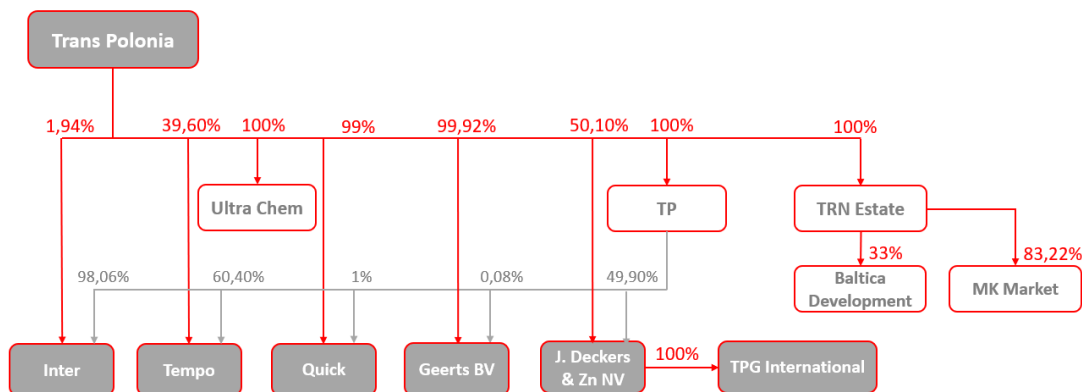 Trans Polonia
1,94%
39,60%
100%
99%
99,92%
50,10%
100%
100%
Ultra Chem
TP
TRN Estate
98,06%
60,40%
1%
0,08%
49,90%
33%
83,22%
Baltica
Development
MK Market
Inter
Tempo
Quick
Geerts BV
J. Deckers
& Zn NV
100%
TPG International